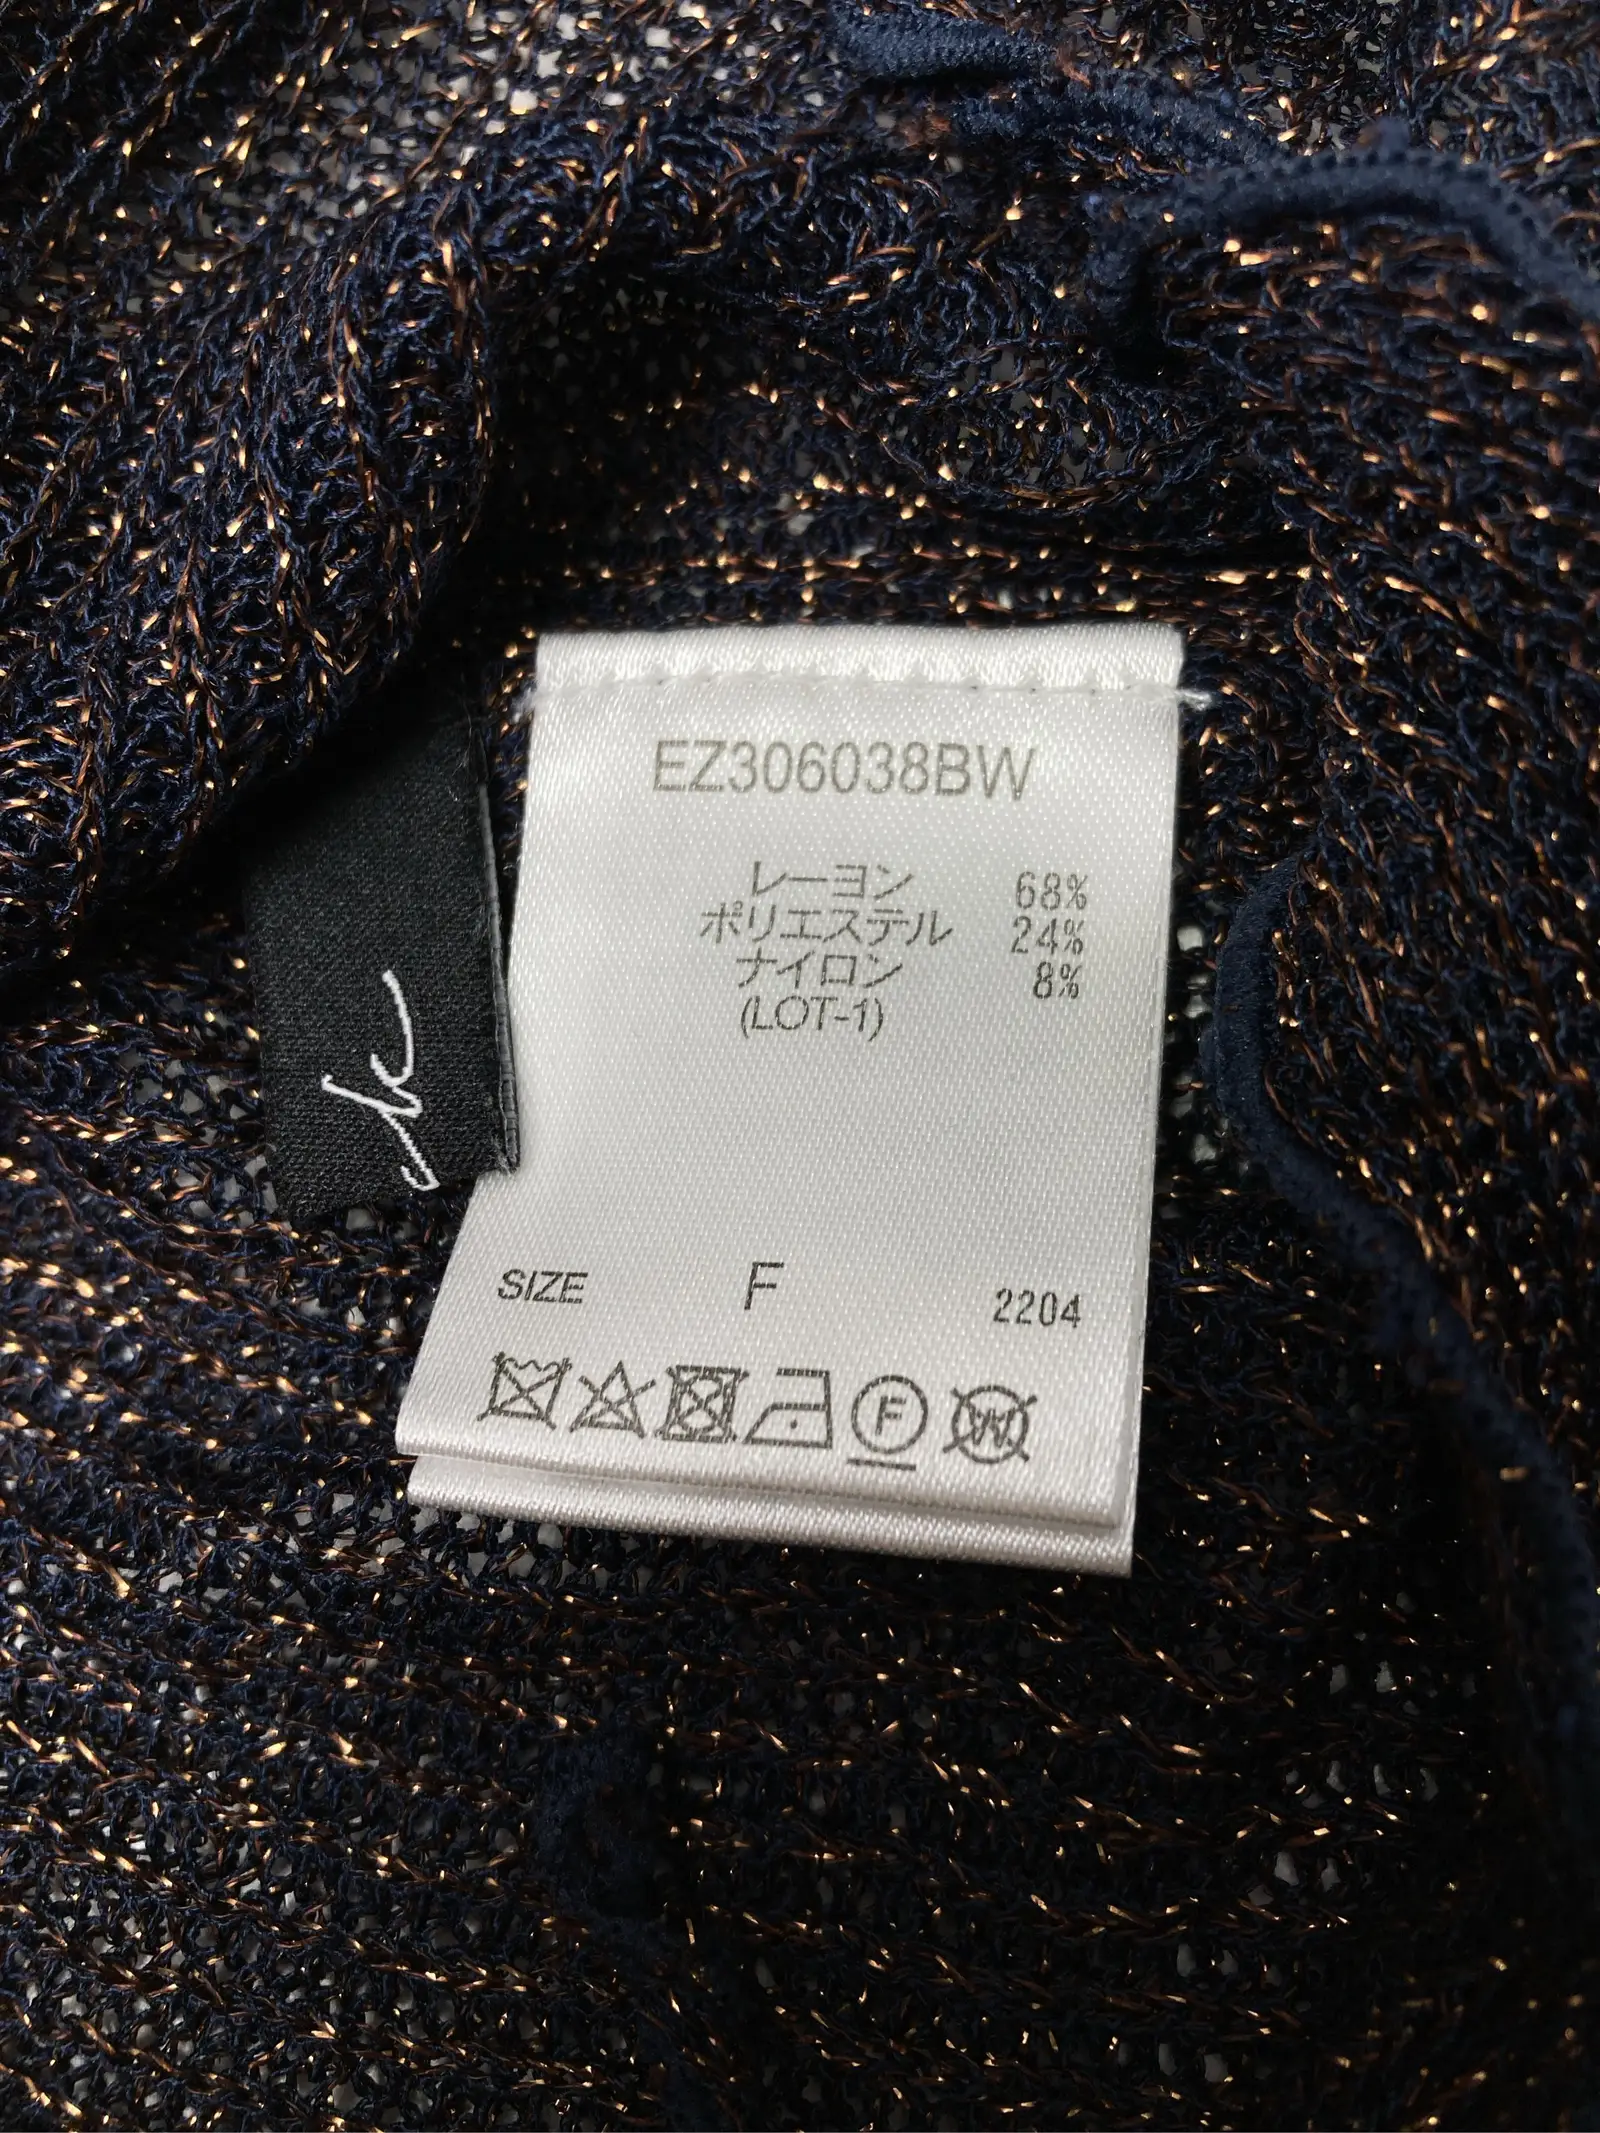 EZ306038BW
レーヨン 68%
ポリエステル 24%
ナイロン 8%
(LOT-1)
SIZE F 2204
F
W